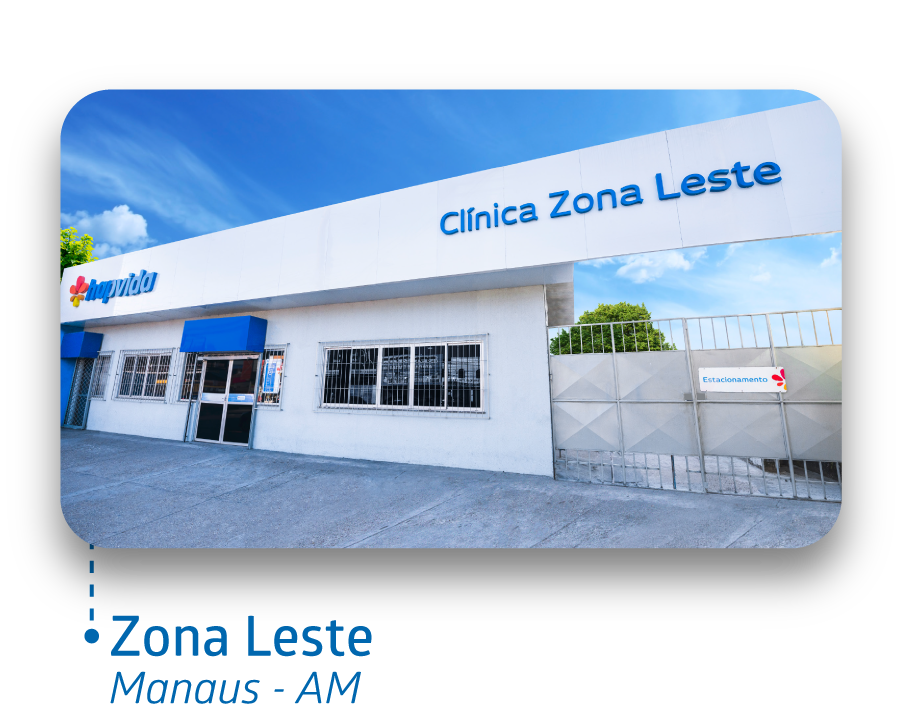 Clínica Zona Leste
hapvida
Estacionamento
Zona Leste
Manaus - AM